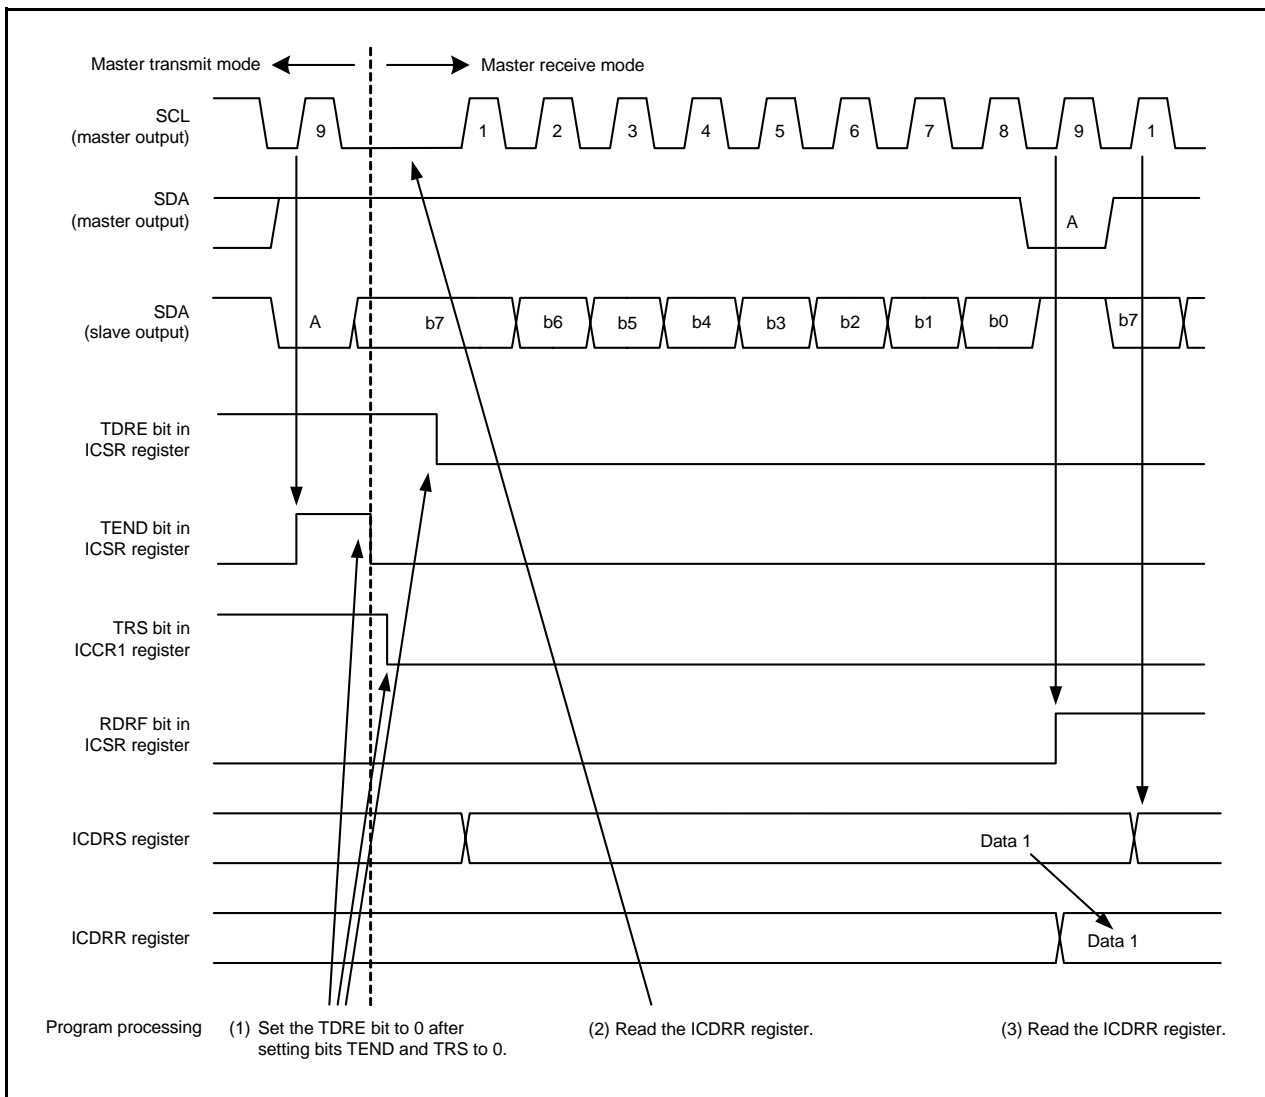 Master transmit mode
Master receive mode
SCL
(master output)
9 1 2 3 4 5 6 7 8 9 1
SDA
(master output)
A
SDA
(slave output)
A b7 b6 b5 b4 b3 b2 b1 b0 b7
TDRE bit in
ICSR register
TEND bit in
ICSR register
TRS bit in
ICCR1 register
RDRF bit in
ICSR register
ICDRS register
Data 1
ICDRR register
Data 1
Program processing
(1) Set the TDRE bit to 0 after
setting bits TEND and TRS to 0.
(2) Read the ICDRR register.
(3) Read the ICDRR register.